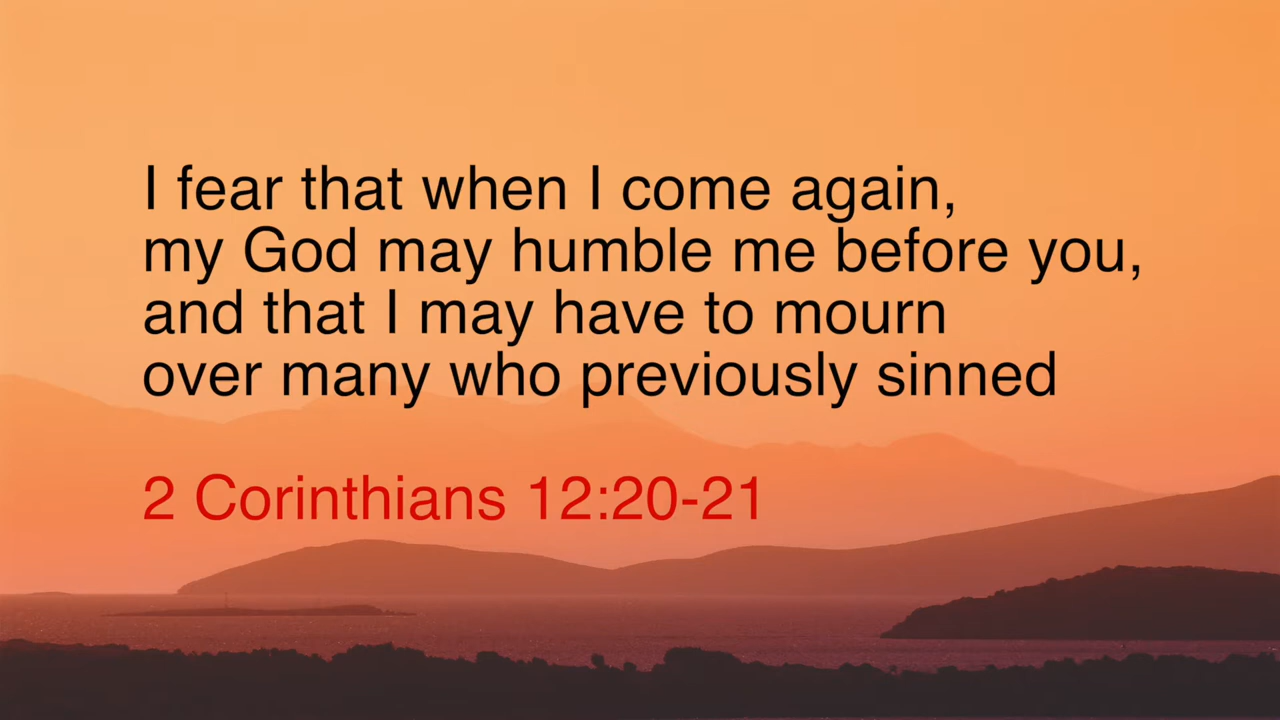 I fear that when I come again,
my God may humble me before you,
and that I may have to mourn
over many who previously sinned
2 Corinthians 12:20-21